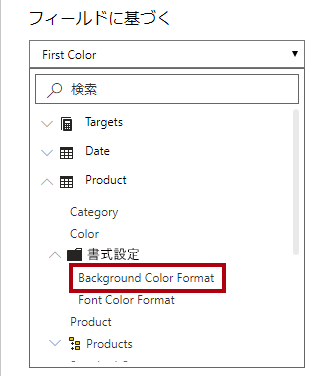 フィールドに基づく
First Color
検索
Targets
Date
Product
Category
Color
書式設定
Background Color Format
Font Color Format
Product
Products